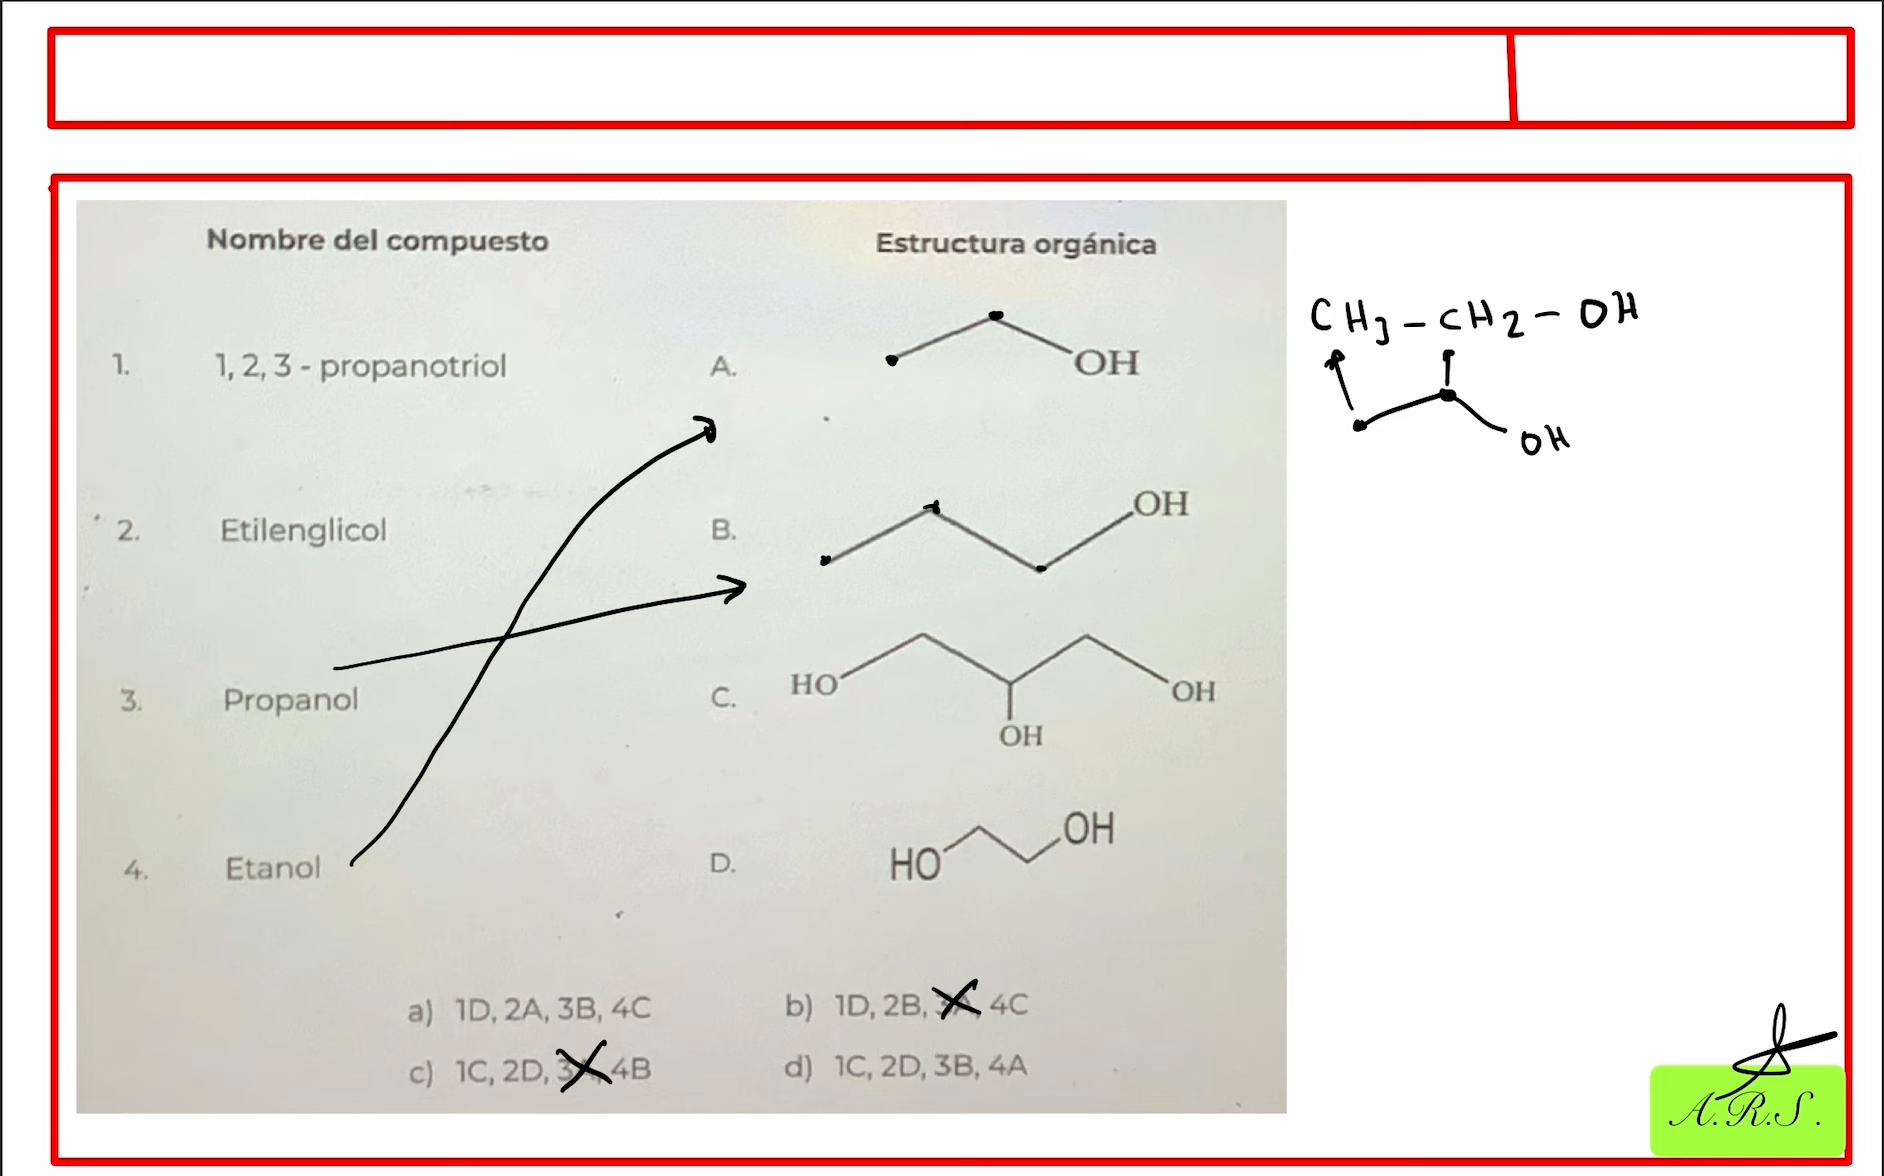 Nombre del compuesto Estructura orgánica
1. 1, 2, 3 - propanotriol A. OH
CH3 - CH2 - OH
OH
2. Etilenglicol B. OH
3. Propanol C. HO OH
OH
4. Etanol D. HO OH
a) 1D, 2A, 3B, 4C b) 1D, 2B, 4C
c) 1C, 2D, 4B d) 1C, 2D, 3B, 4A
A.R.S.